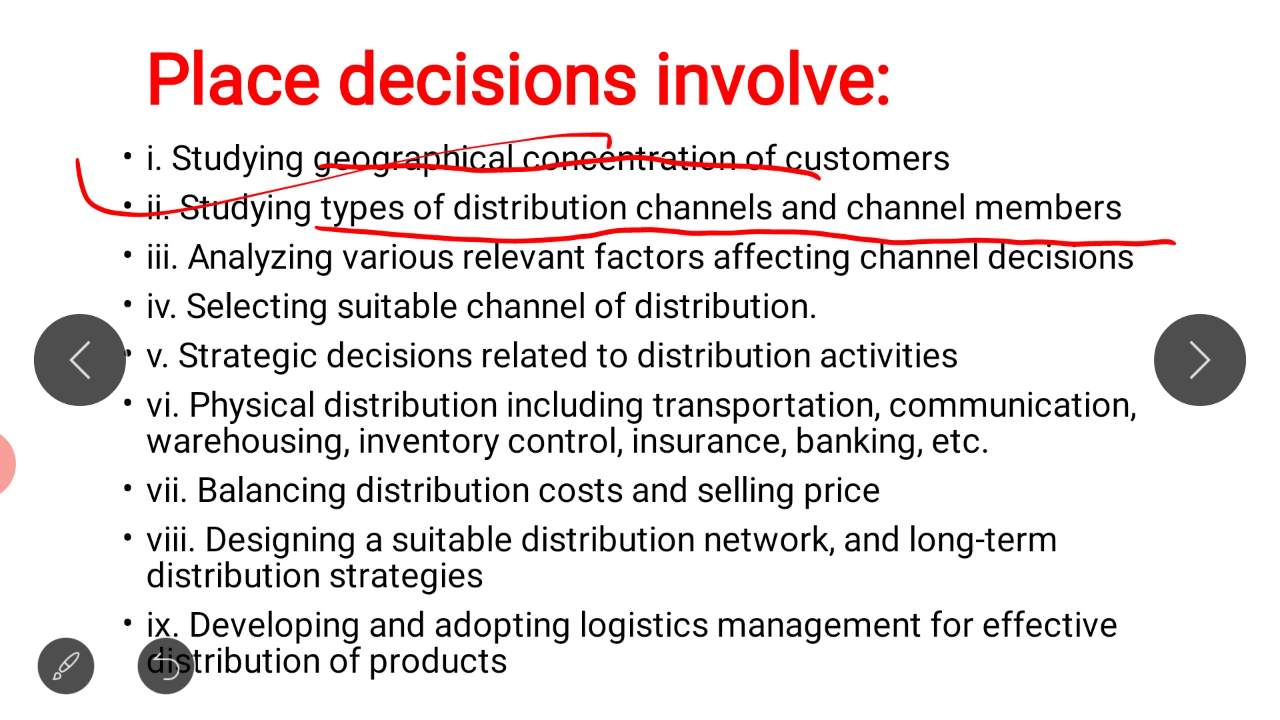 Place decisions involve:
• i. Studying geographical concentration of customers
• ii. Studying types of distribution channels and channel members
• iii. Analyzing various relevant factors affecting channel decisions
• iv. Selecting suitable channel of distribution.
• v. Strategic decisions related to distribution activities
• vi. Physical distribution including transportation, communication,
warehousing, inventory control, insurance, banking, etc.
• vii. Balancing distribution costs and selling price
• viii. Designing a suitable distribution network, and long-term
distribution strategies
• ix. Developing and adopting logistics management for effective
distribution of products